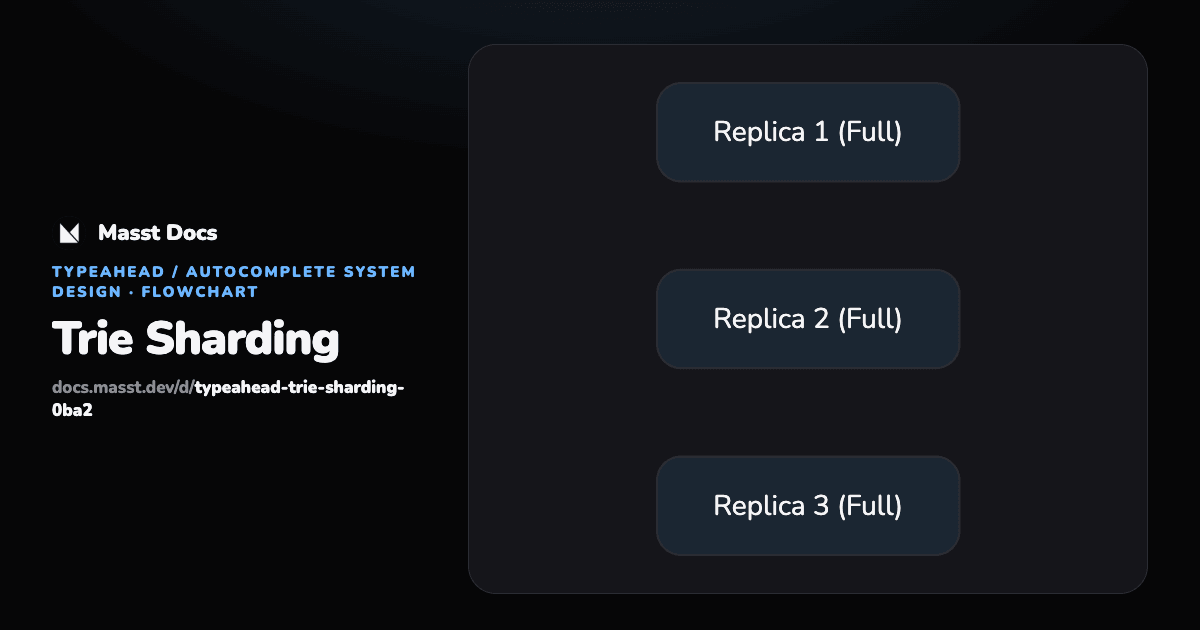 Masst Docs
TYPEAHEAD / AUTOCOMPLETE SYSTEM
DESIGN · FLOWCHART
Trie Sharding
docs.masst.dev/d/typeahead-trie-sharding-
0ba2
Replica 1 (Full)
Replica 2 (Full)
Replica 3 (Full)